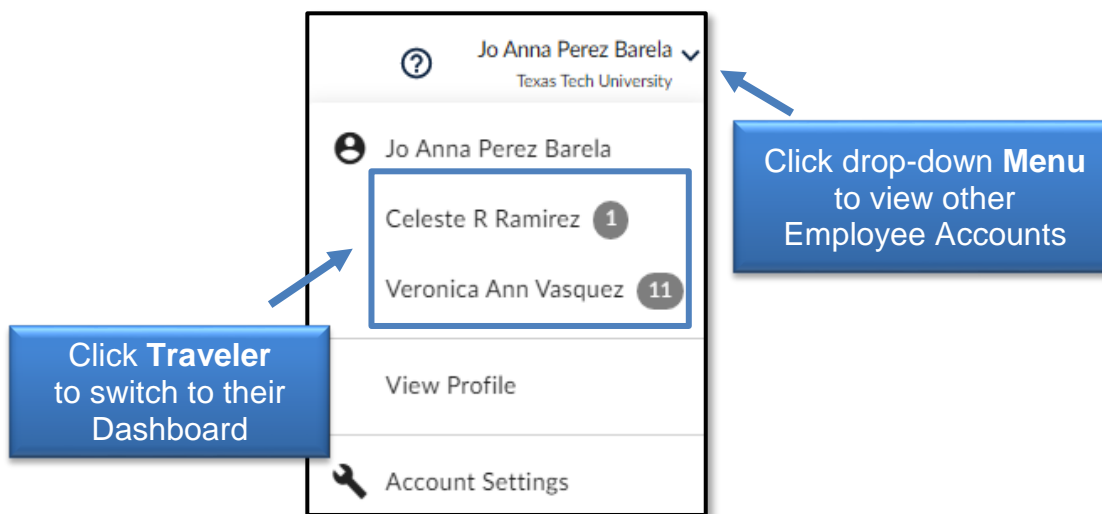 Jo Anna Perez Barela
Texas Tech University
Jo Anna Perez Barela
Celeste R Ramirez 1
Veronica Ann Vasquez 11
View Profile
Account Settings
Click drop-down Menu
to view other
Employee Accounts
Click Traveler
to switch to their
Dashboard